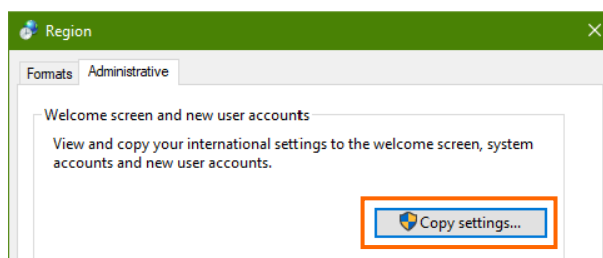 Region
Formats
Administrative
Welcome screen and new user accounts
View and copy your international settings to the welcome screen, system
accounts and new user accounts.
Copy settings...